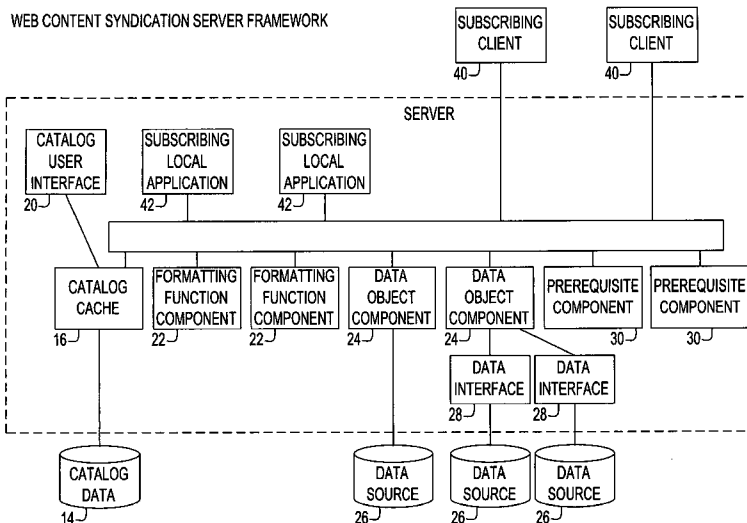 WEB CONTENT SYNDICATION SERVER FRAMEWORK
SUBSCRIBING
CLIENT
40
SUBSCRIBING
CLIENT
40
SERVER
CATALOG
USER
INTERFACE
20
SUBSCRIBING
LOCAL
APPLICATION
42
SUBSCRIBING
LOCAL
APPLICATION
42
CATALOG
CACHE
16
FORMATTING
FUNCTION
COMPONENT
22
FORMATTING
FUNCTION
COMPONENT
22
DATA
OBJECT
COMPONENT
24
DATA
OBJECT
COMPONENT
24
PREREQUISITE
COMPONENT
30
PREREQUISITE
COMPONENT
30
DATA
INTERFACE
28
DATA
INTERFACE
28
CATALOG
DATA
14
DATA
SOURCE
26
DATA
SOURCE
26
DATA
SOURCE
26